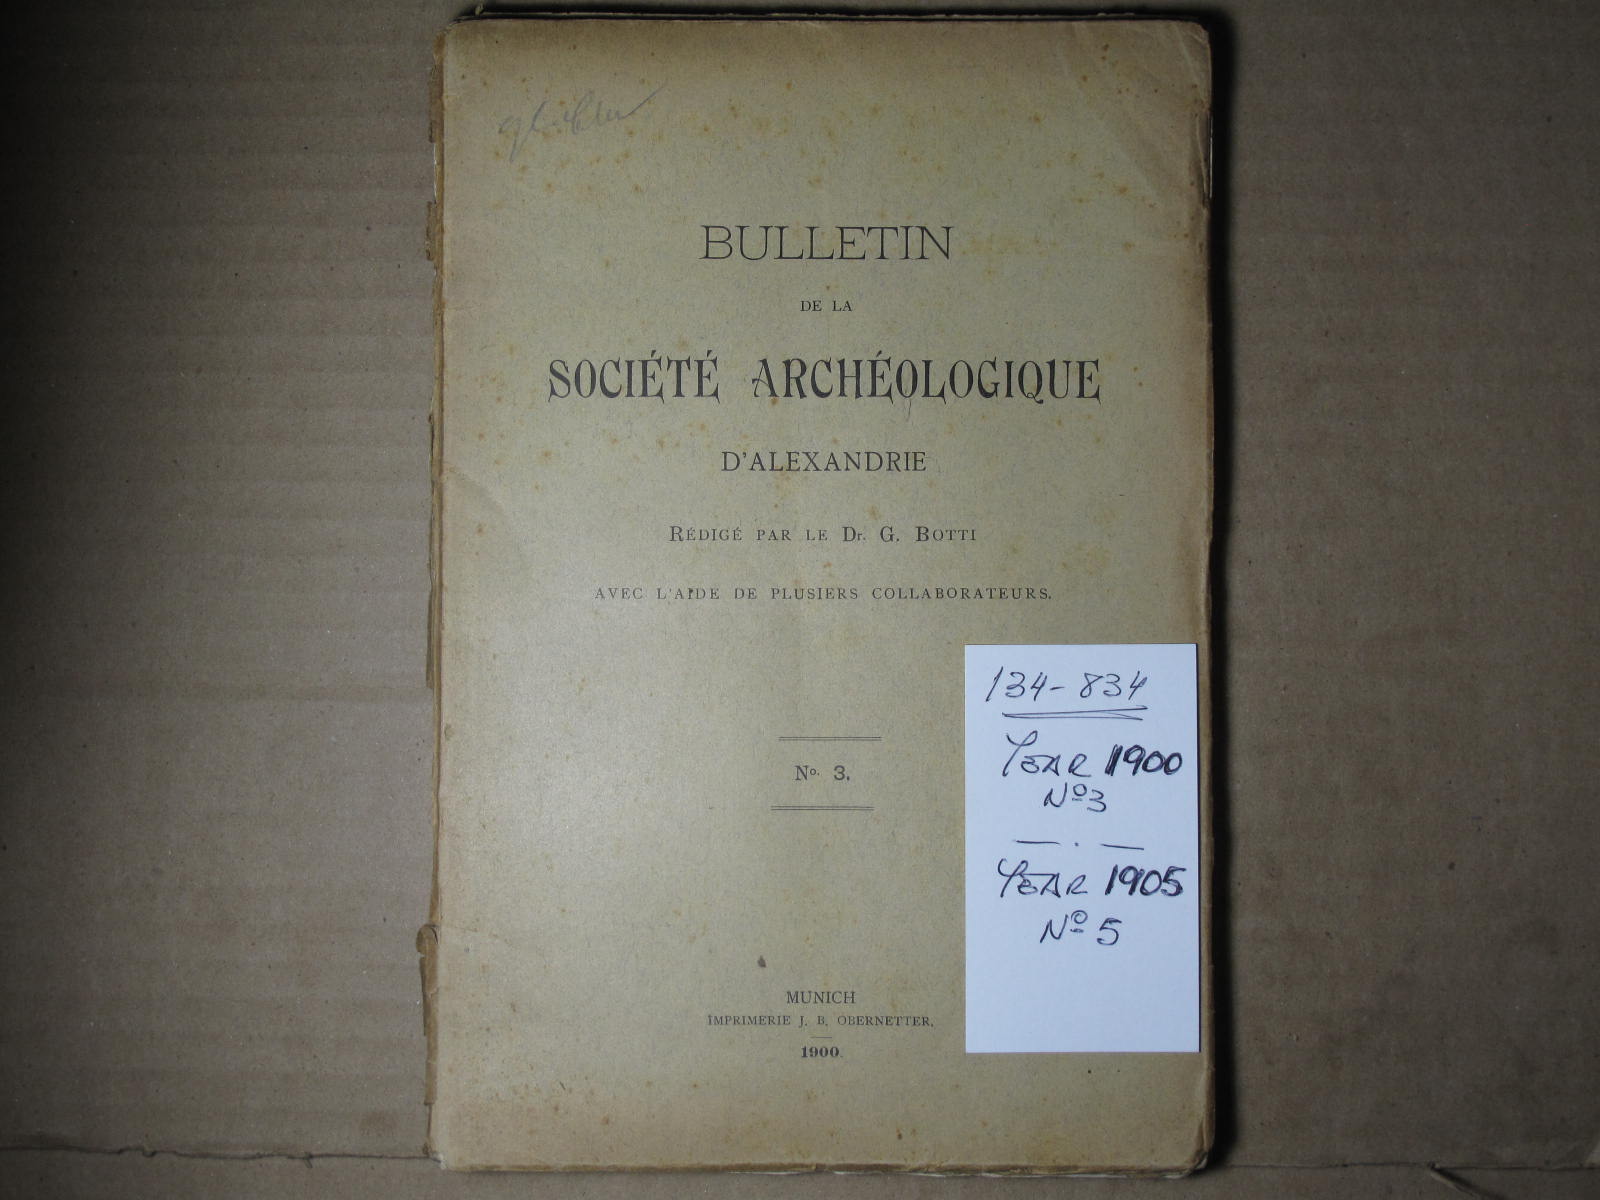 BULLETIN
DE LA
SOCIÉTÉ ARCHÉOLOGIQUE
D'ALEXANDRIE
RÉDIGÉ PAR LE Dr. G. BOTTI
AVEC L'AIDE DE PLUSIERS COLLABORATEURS.
No. 3.
MUNICH
IMPRIMERIE J. B. OBERNETTER.
1900.
134-834
YEAR 1900
Nº3
— . —
YEAR 1905
Nº 5